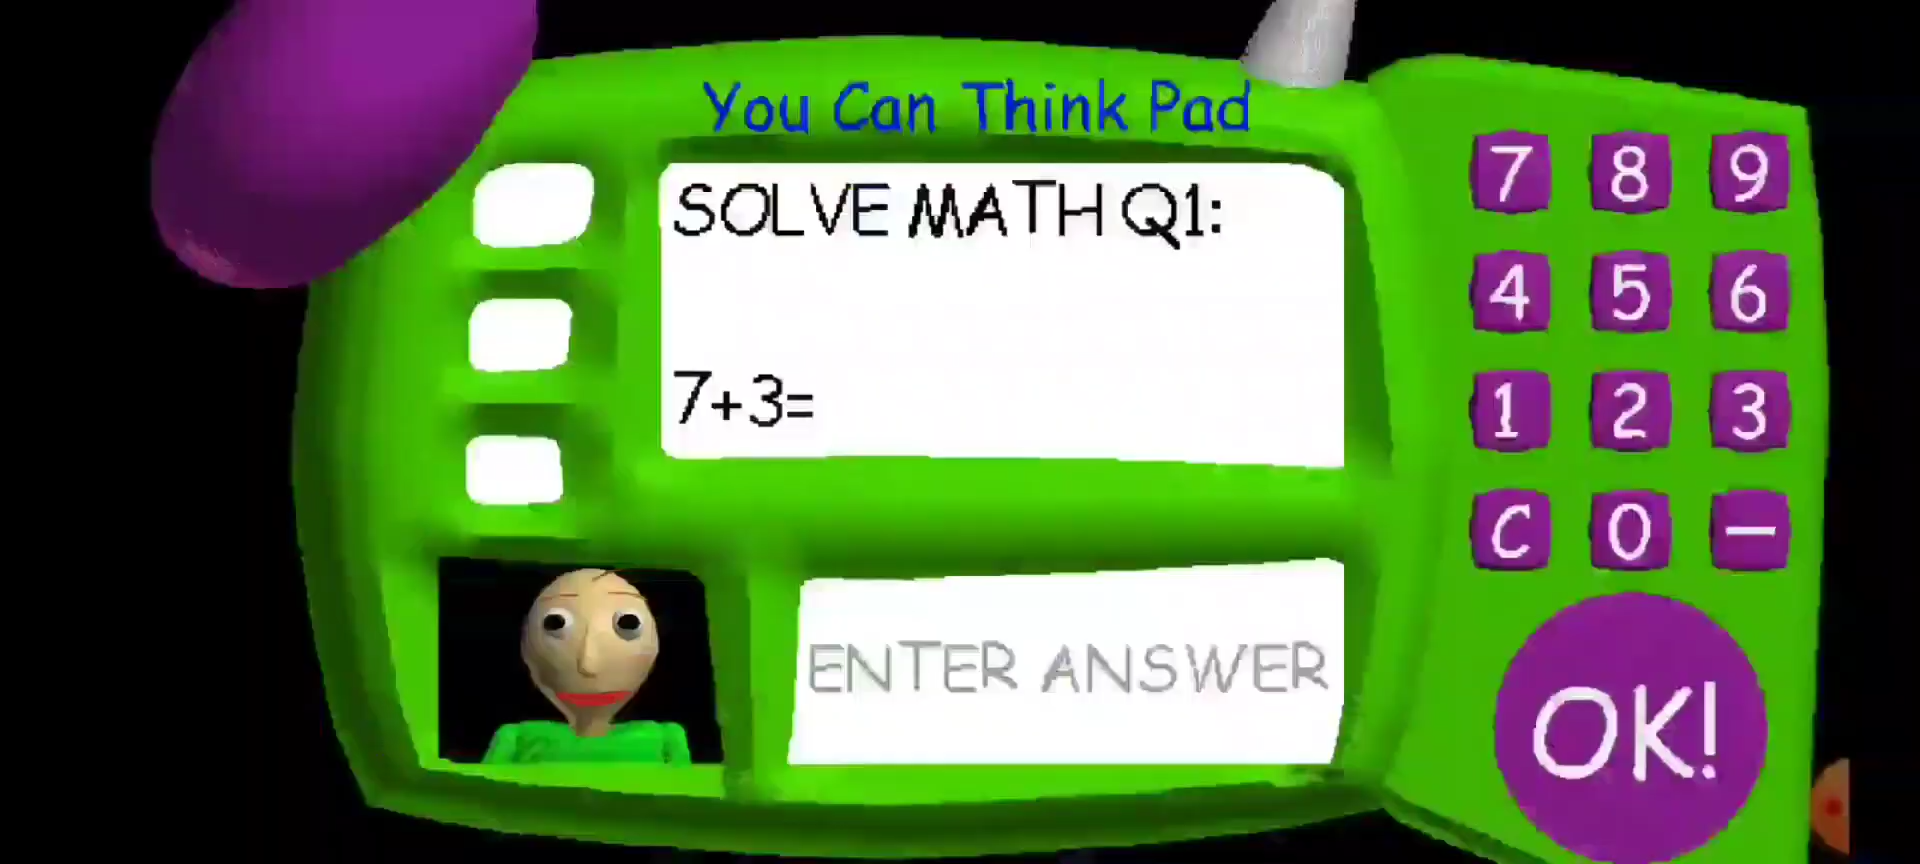 You Can Think Pad
SOLVE MATH Q1:
7+3=
ENTER ANSWER
7 8 9
4 5 6
1 2 3
C 0 –
OK!